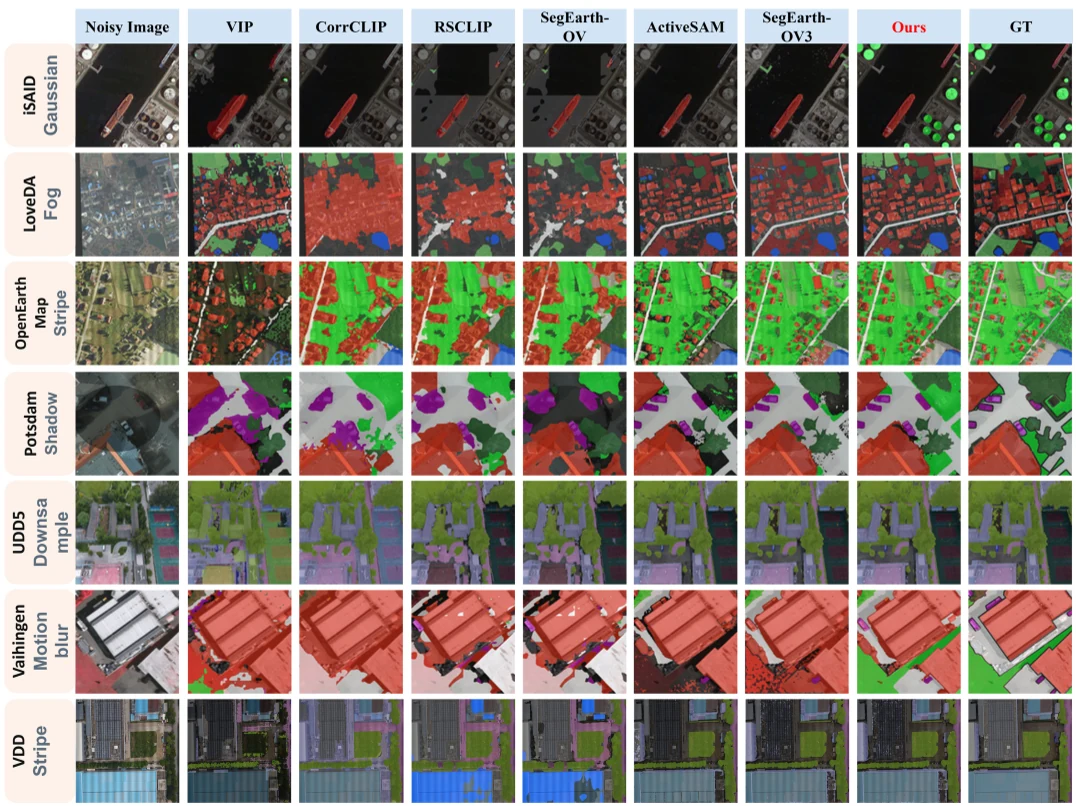 Noisy Image VIP CorrCLIP RSCLIP SegEarth-
OV ActiveSAM SegEarth-
OV3 Ours GT
iSAID
Gaussian
LoveDA
Fog
OpenEarth
Map
Stripe
Potsdam
Shadow
UDD5
Downsa
mple
Vaihingen
Motion
blur
VDD
Stripe